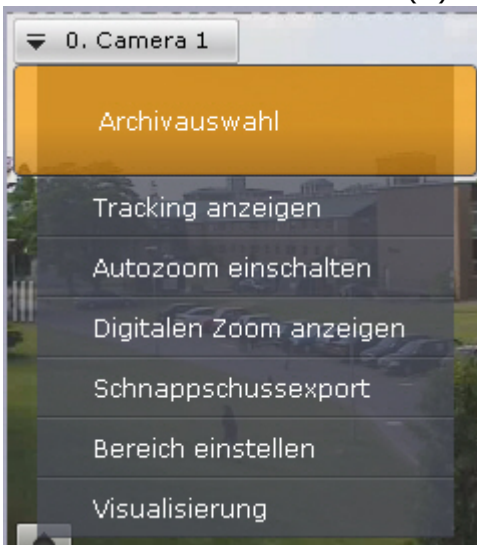 0. Camera 1
Archivauswahl
Tracking anzeigen
Autozoom einschalten
Digitalen Zoom anzeigen
Schnappschussexport
Bereich einstellen
Visualisierung